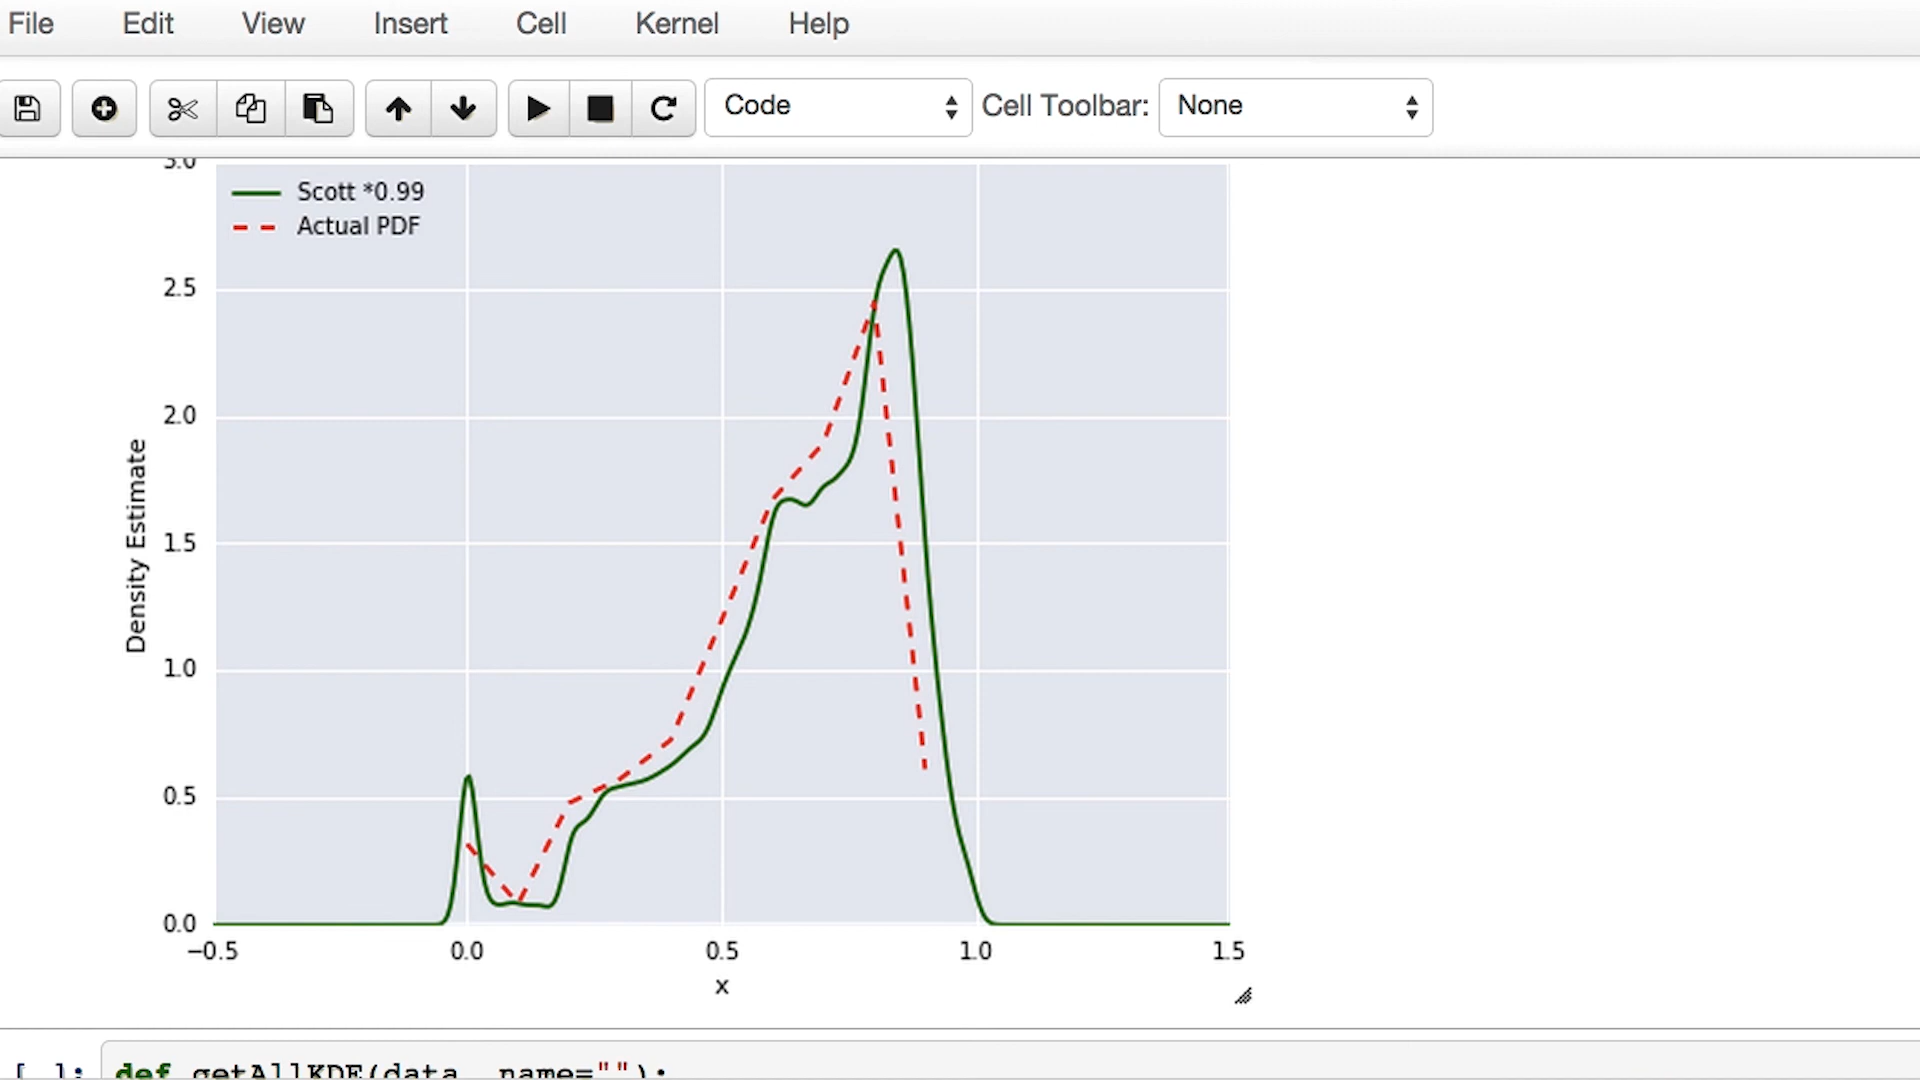 File Edit View Insert Cell Kernel Help
Code Cell Toolbar: None
3.0
Scott *0.99
Actual PDF
2.5
2.0
1.5
1.0
0.5
0.0
Density Estimate
−0.5 0.0 0.5 1.0 1.5
x
[ ]: def getAllKDE(data, name=""):